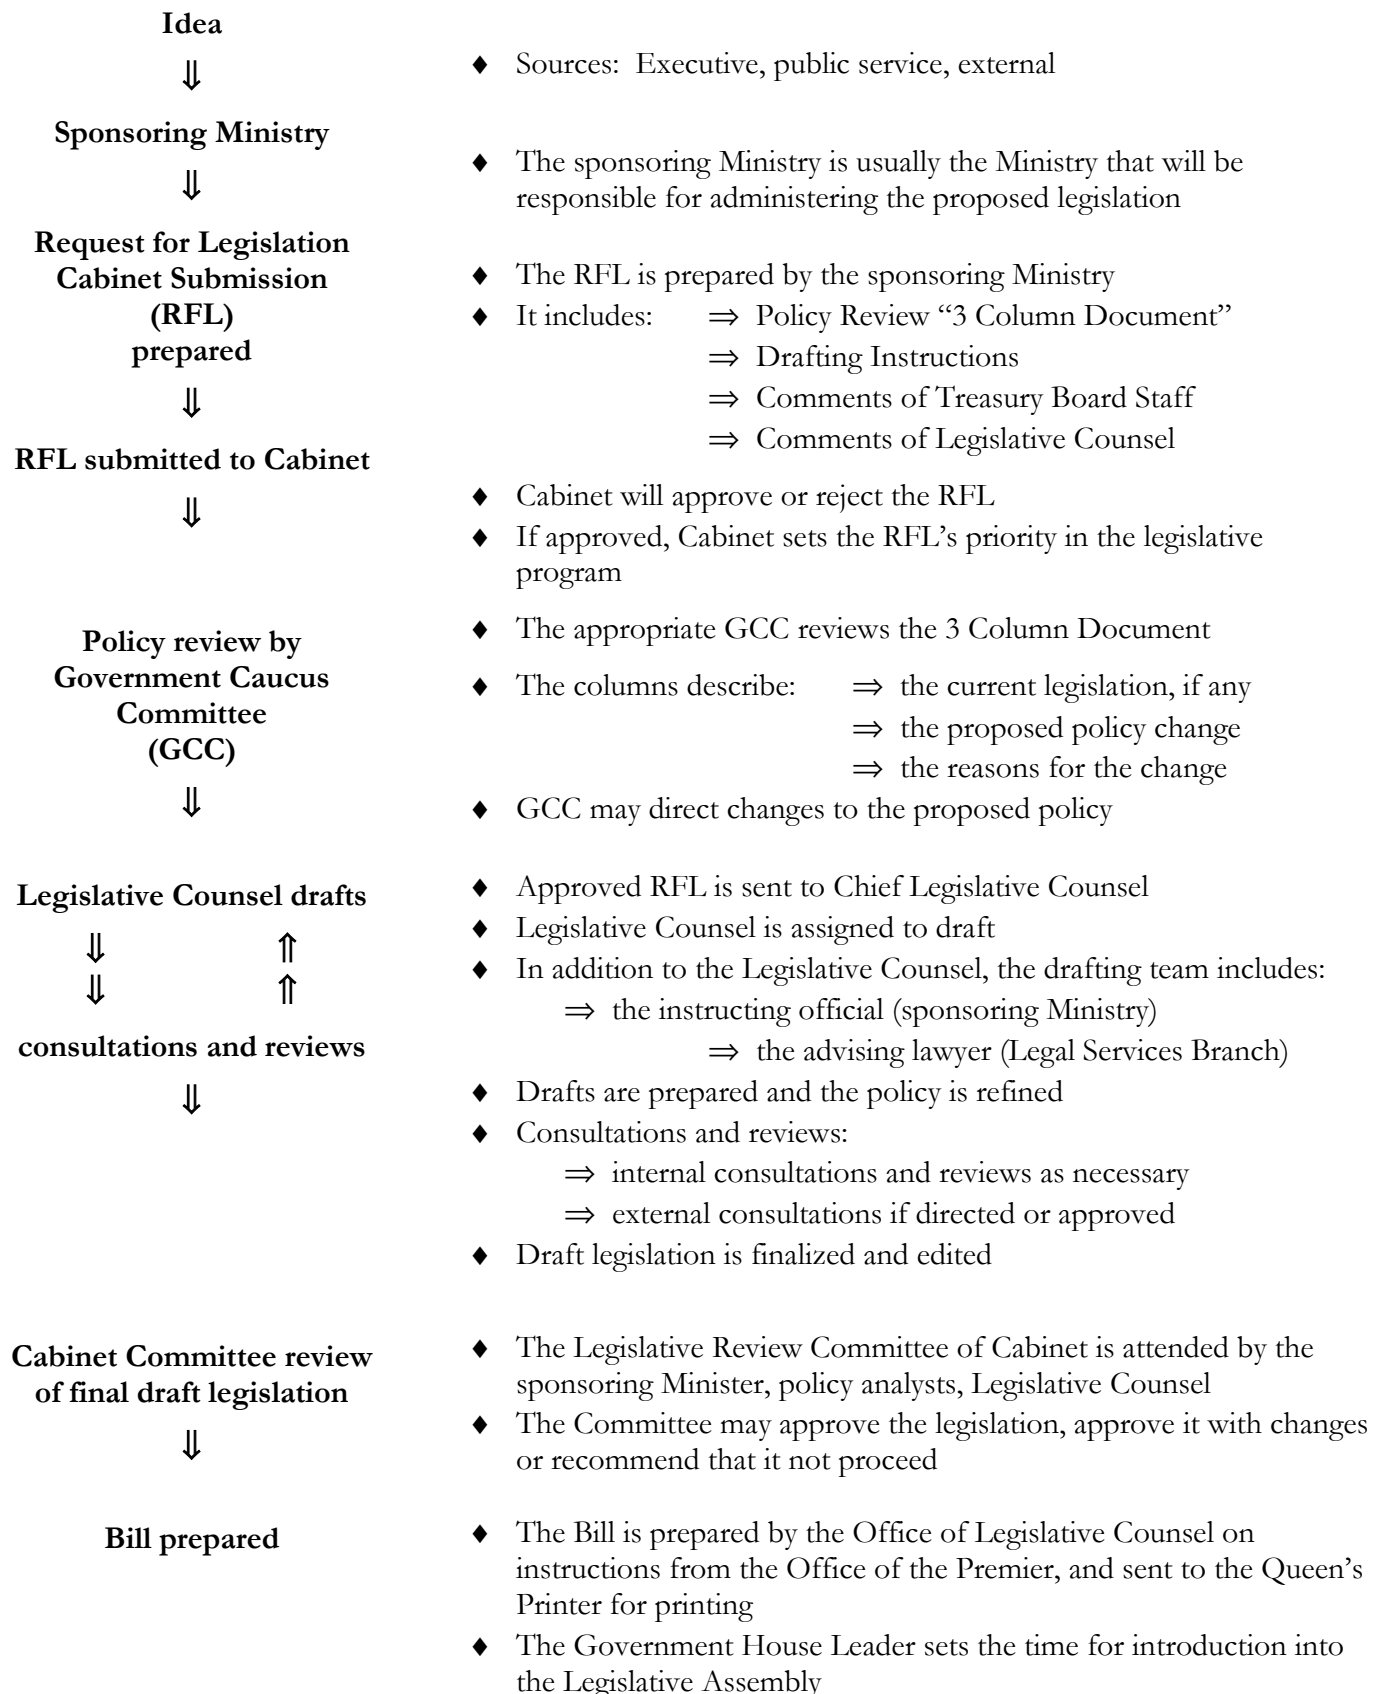 Idea
⇓
♦ Sources:  Executive, public service, external
Sponsoring Ministry
⇓
♦ The sponsoring Ministry is usually the Ministry that will be
responsible for administering the proposed legislation
Request for Legislation
Cabinet Submission
(RFL)
prepared
⇓
♦ The RFL is prepared by the sponsoring Ministry
♦ It includes: ⇒ Policy Review “3 Column Document”
⇒ Drafting Instructions
⇒ Comments of Treasury Board Staff
⇒ Comments of Legislative Counsel
RFL submitted to Cabinet
⇓
♦ Cabinet will approve or reject the RFL
♦ If approved, Cabinet sets the RFL’s priority in the legislative
program
Policy review by
Government Caucus
Committee
(GCC)
⇓
♦ The appropriate GCC reviews the 3 Column Document
♦ The columns describe: ⇒ the current legislation, if any
⇒ the proposed policy change
⇒ the reasons for the change
♦ GCC may direct changes to the proposed policy
Legislative Counsel drafts
⇓ ⇑
⇓ ⇑
consultations and reviews
⇓
♦ Approved RFL is sent to Chief Legislative Counsel
♦ Legislative Counsel is assigned to draft
♦ In addition to the Legislative Counsel, the drafting team includes:
⇒ the instructing official (sponsoring Ministry)
⇒ the advising lawyer (Legal Services Branch)
♦ Drafts are prepared and the policy is refined
♦ Consultations and reviews:
⇒ internal consultations and reviews as necessary
⇒ external consultations if directed or approved
♦ Draft legislation is finalized and edited
Cabinet Committee review
of final draft legislation
⇓
♦ The Legislative Review Committee of Cabinet is attended by the
sponsoring Minister, policy analysts, Legislative Counsel
♦ The Committee may approve the legislation, approve it with changes
or recommend that it not proceed
Bill prepared
♦ The Bill is prepared by the Office of Legislative Counsel on
instructions from the Office of the Premier, and sent to the Queen’s
Printer for printing
♦ The Government House Leader sets the time for introduction into
the Legislative Assembly